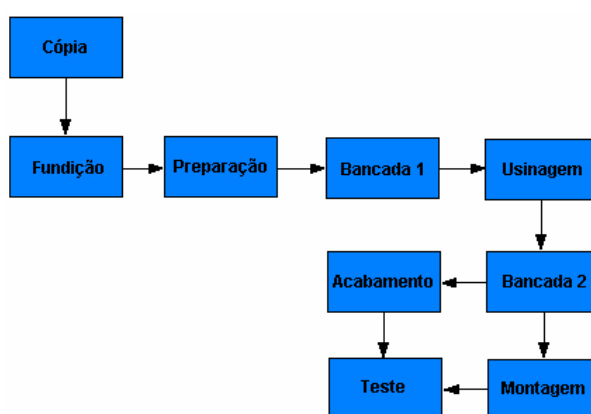 Cópia
Fundição
Preparação
Bancada 1
Usinagem
Acabamento
Bancada 2
Teste
Montagem